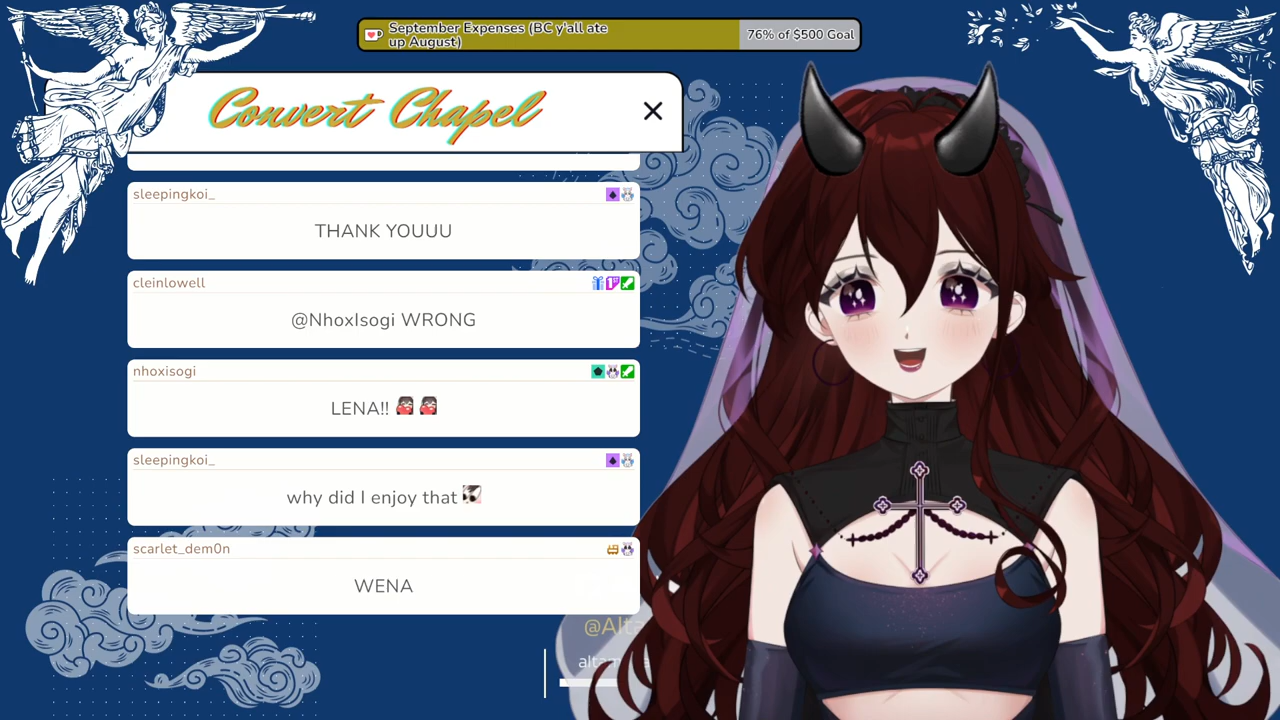 September Expenses (BC y'all ate
up August)
76% of $500 Goal
Convert Chapel
sleepingkoi_
THANK YOUUU
cleinlowell
@NhoxIsogi WRONG
nhoxisogi
LENA!!
sleepingkoi_
why did I enjoy that
scarlet_dem0n
WENA